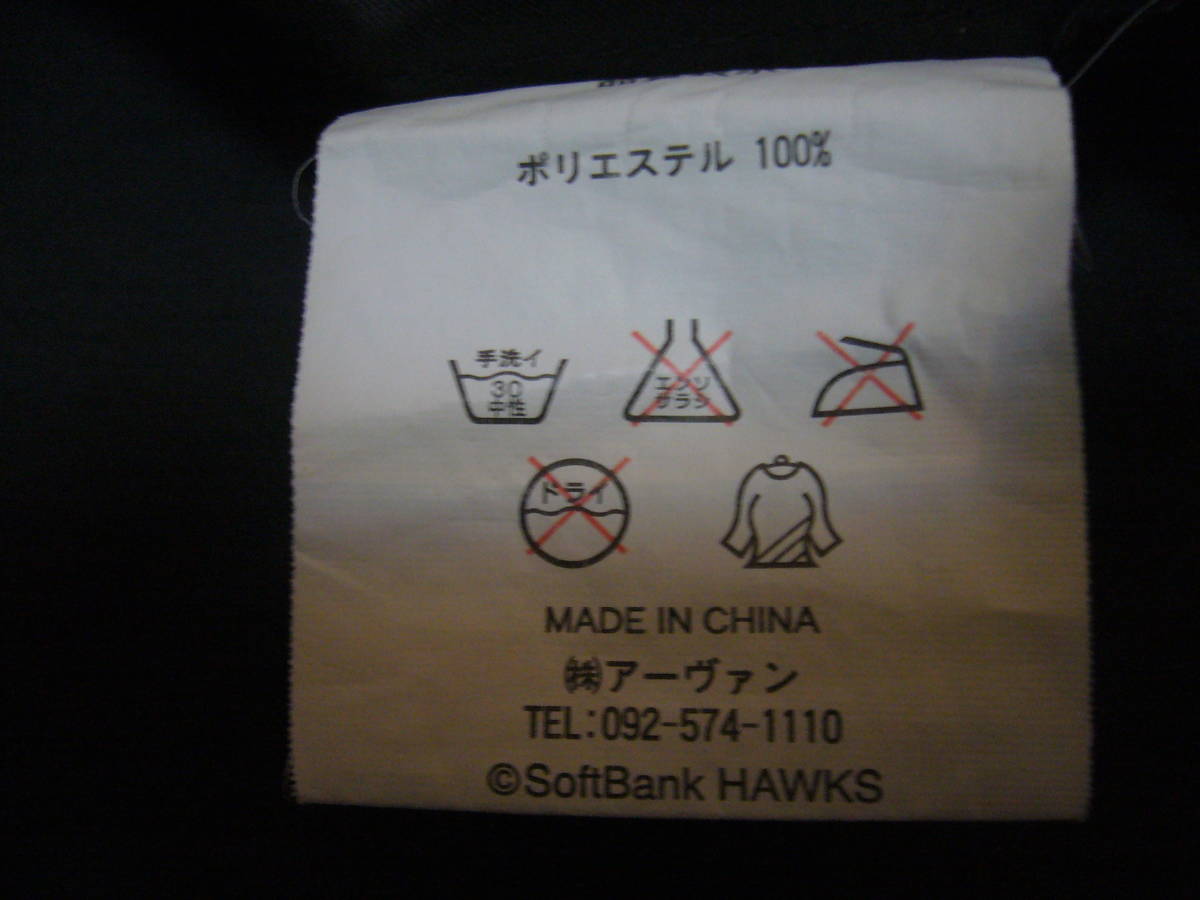 ポリエステル 100%
手洗イ
30
中性
エンソ
サラシ
ドライ
MADE IN CHINA
㈱アーヴァン
TEL:092-574-1110
©SoftBank HAWKS